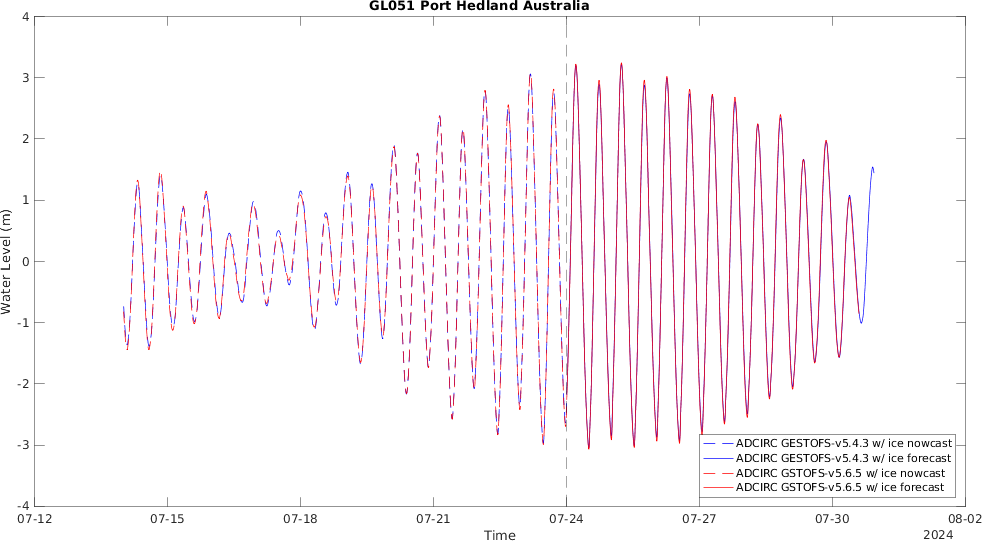 GL051 Port Hedland Australia
4
3
2
1
0
-1
-2
-3
-4
Water Level (m)
ADCIRC GESTOFS-v5.4.3 w/ ice nowcast
ADCIRC GESTOFS-v5.4.3 w/ ice forecast
ADCIRC GSTOFS-v5.6.5 w/ ice nowcast
ADCIRC GSTOFS-v5.6.5 w/ ice forecast
07-12 07-15 07-18 07-21 07-24 07-27 07-30 08-02
Time
2024